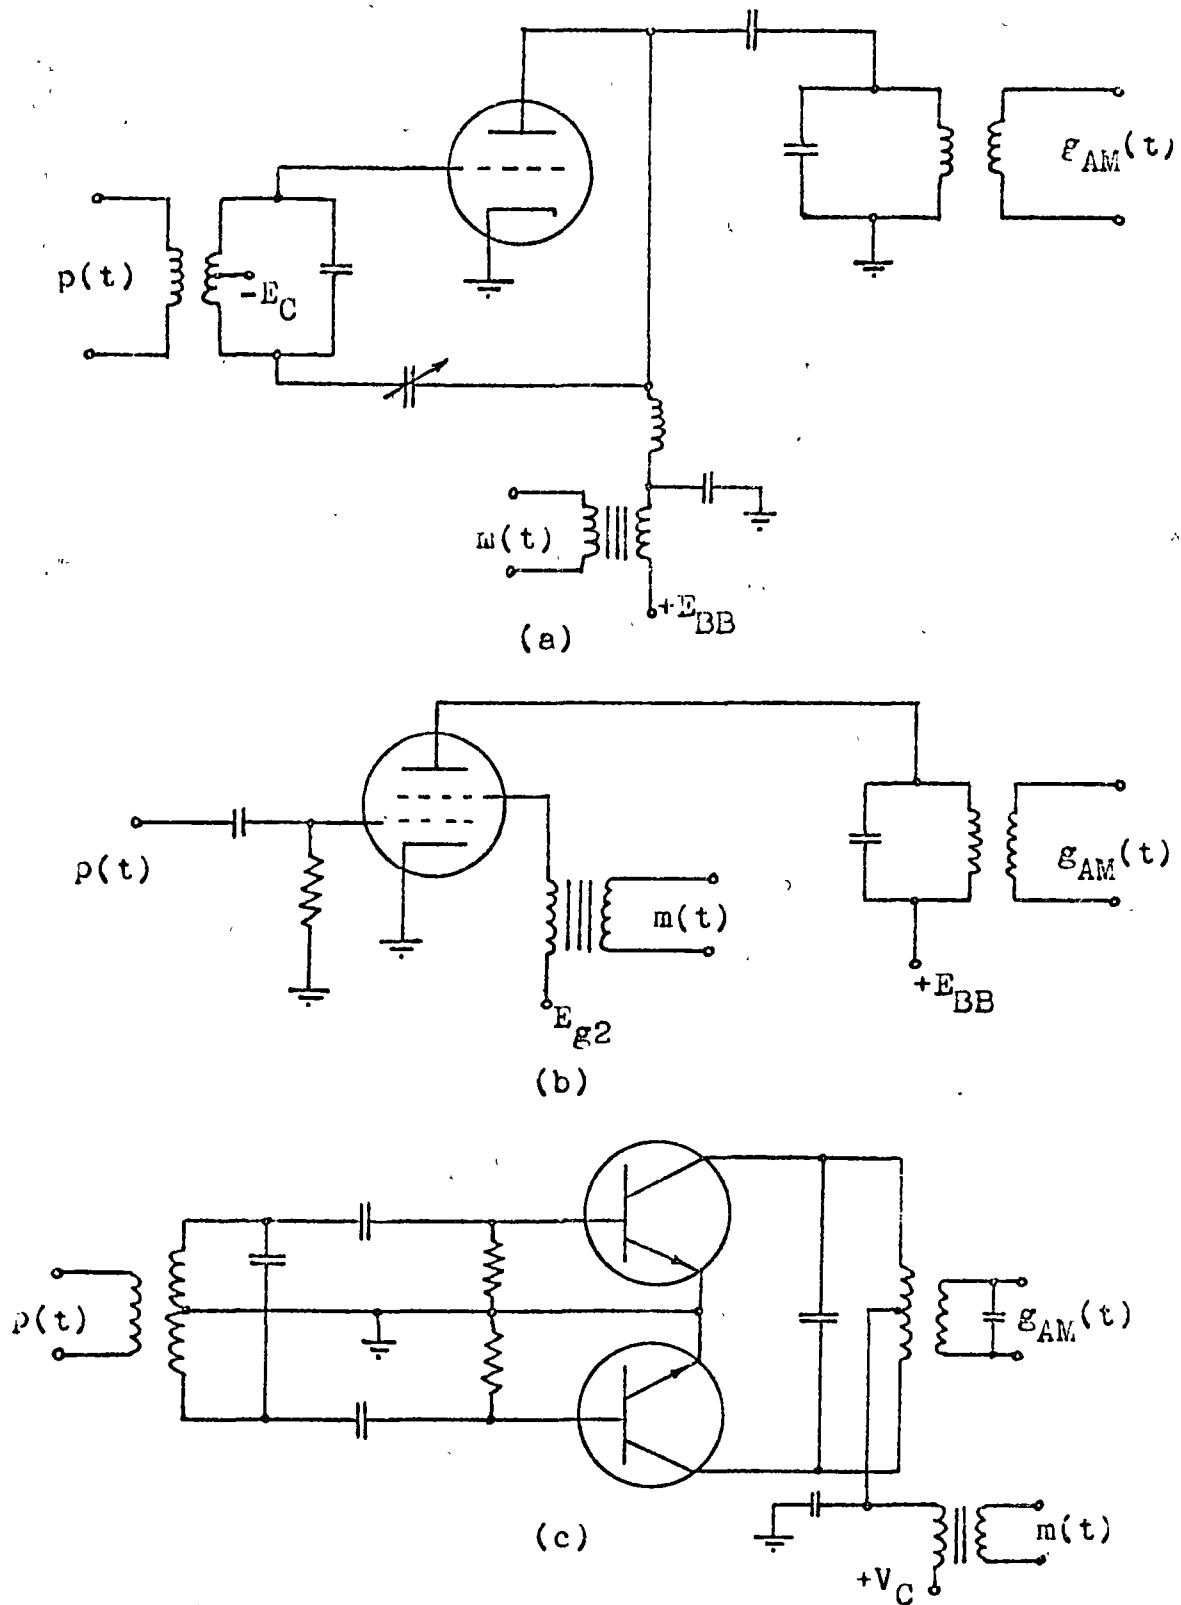 g_AM(t)
p(t)
-E_C
m(t)
+E_BB
(a)
p(t)
m(t)
g_AM(t)
+E_BB
E_g2
(b)
p(t)
g_AM(t)
m(t)
(c)
+V_C